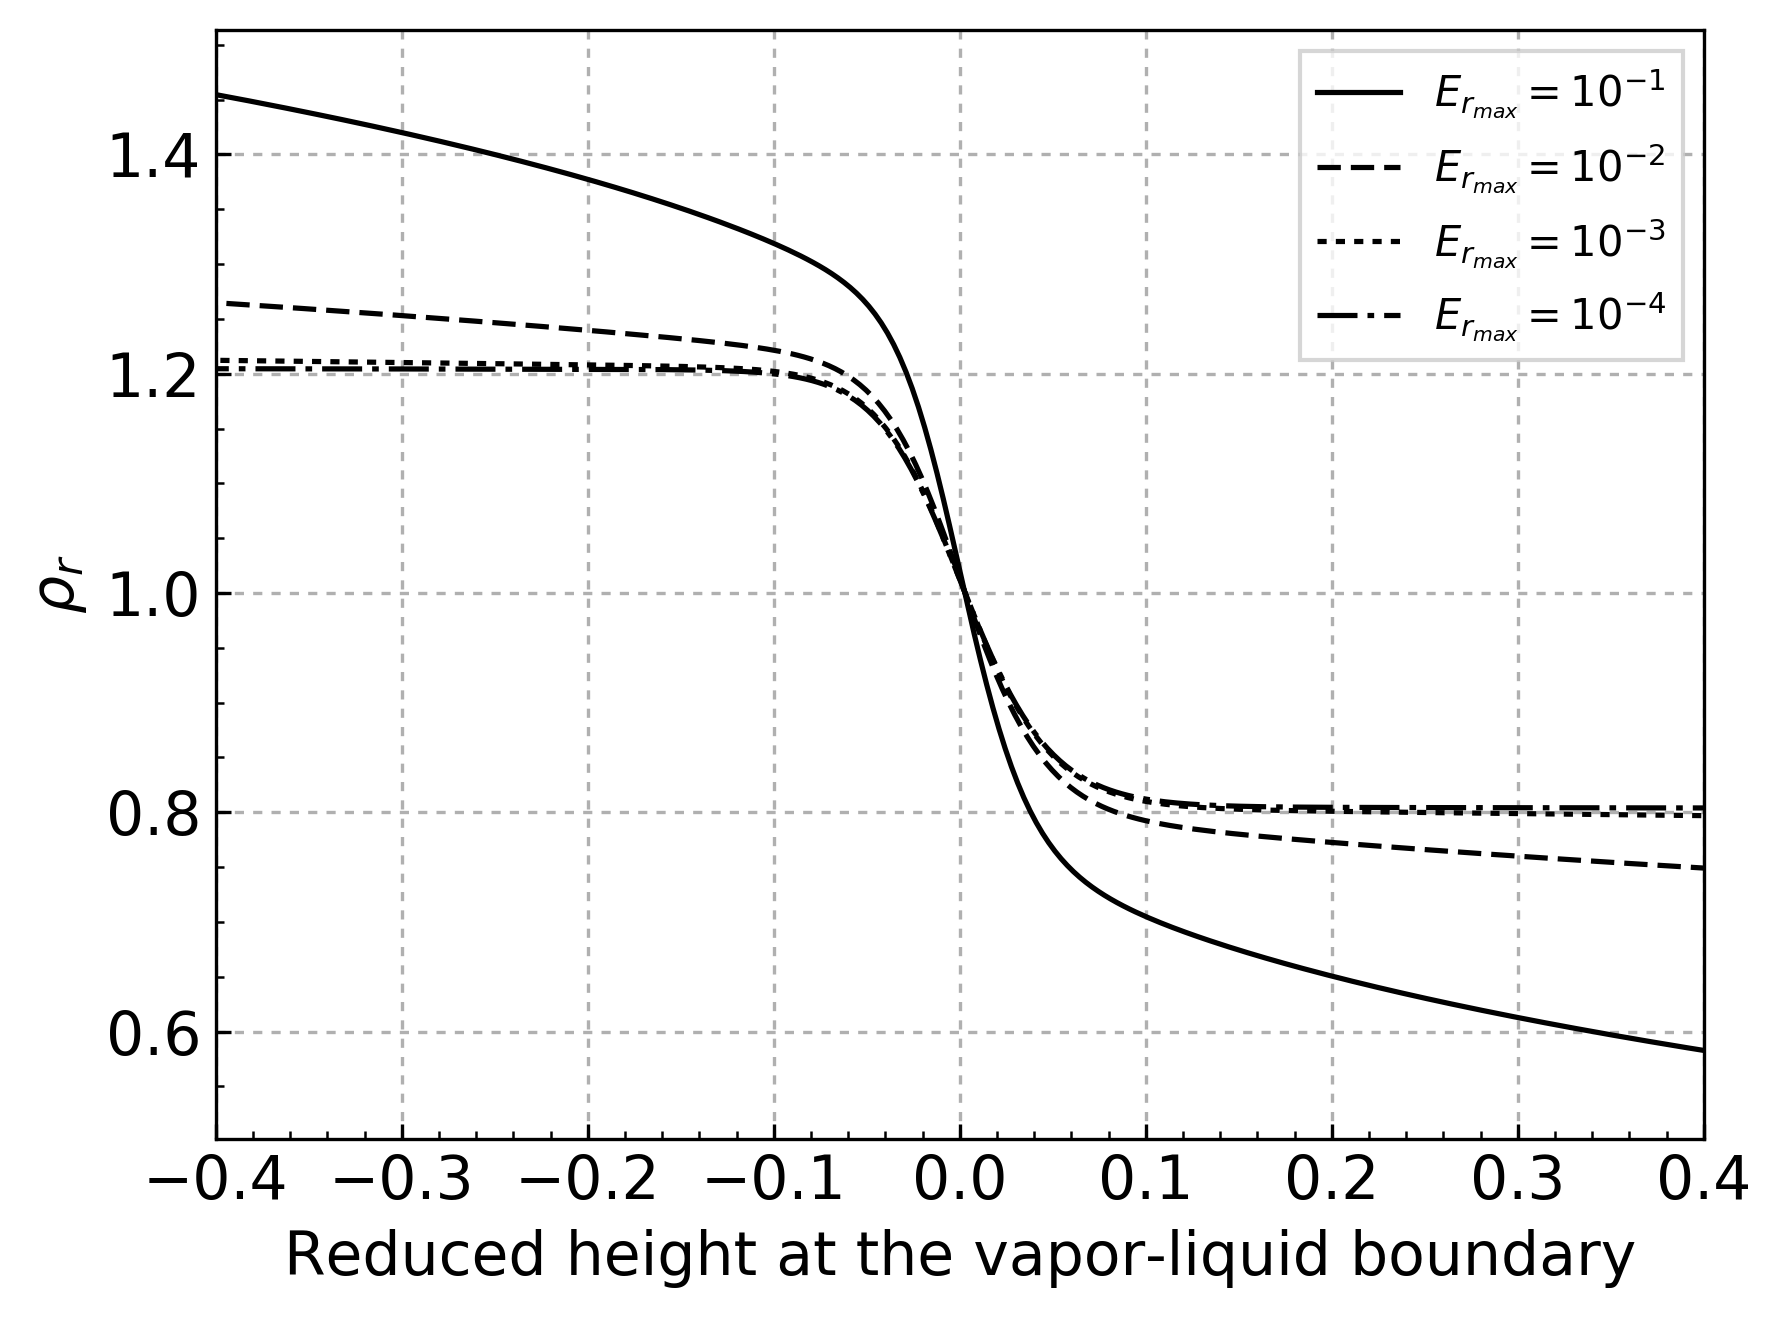 E_{r_{max}} = 10^{-1}
E_{r_{max}} = 10^{-2}
E_{r_{max}} = 10^{-3}
E_{r_{max}} = 10^{-4}
1.4
1.2
1.0
0.8
0.6
ρ_r
−0.4 −0.3 −0.2 −0.1 0.0 0.1 0.2 0.3 0.4
Reduced height at the vapor-liquid boundary